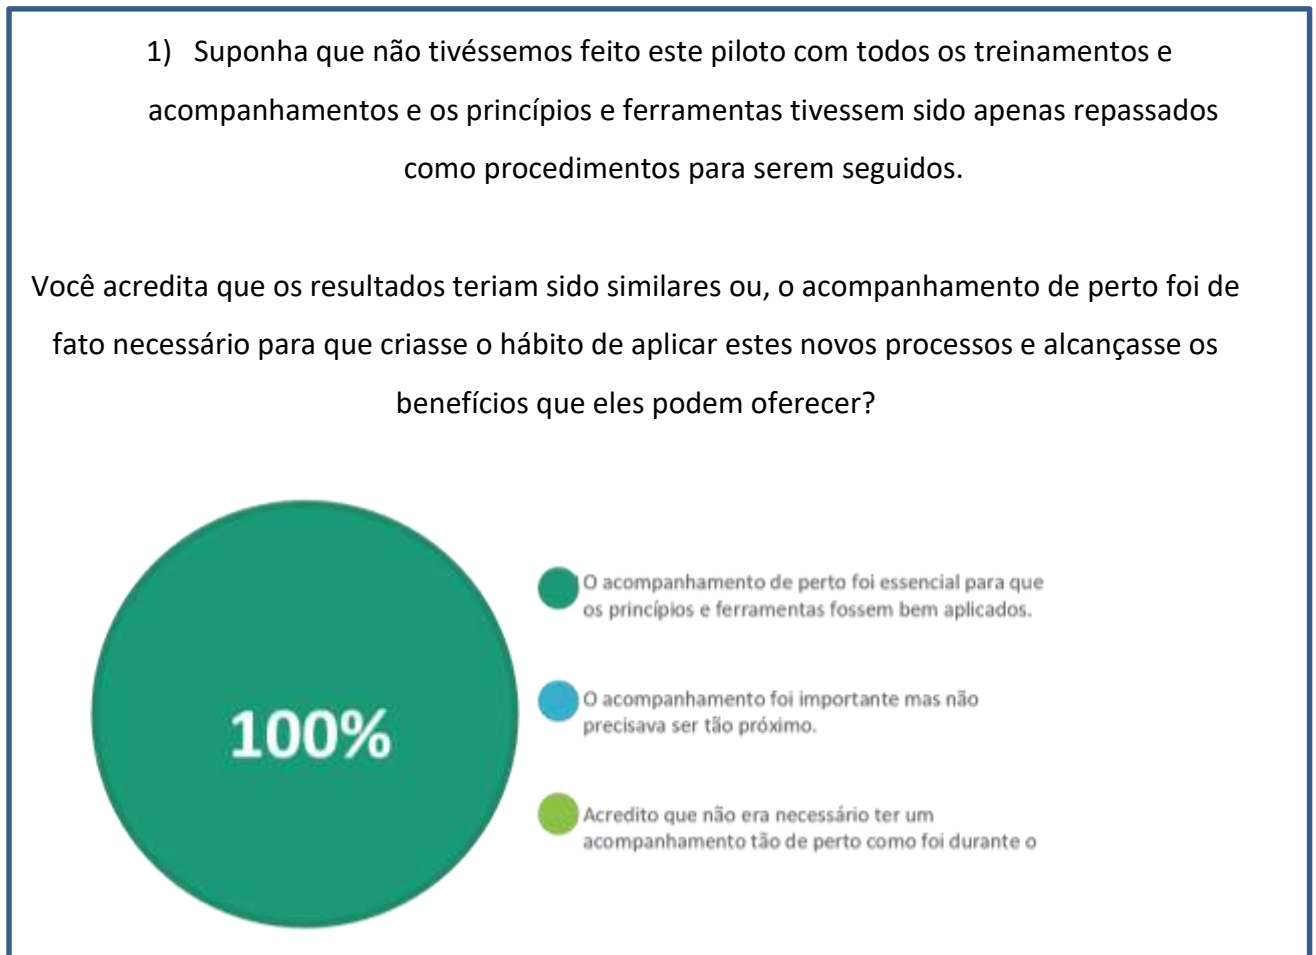 1) Suponha que não tivéssemos feito este piloto com todos os treinamentos e
acompanhamentos e os princípios e ferramentas tivessem sido apenas repassados
como procedimentos para serem seguidos.
Você acredita que os resultados teriam sido similares ou, o acompanhamento de perto foi de
fato necessário para que criasse o hábito de aplicar estes novos processos e alcançasse os
benefícios que eles podem oferecer?
100%
O acompanhamento de perto foi essencial para que
os princípios e ferramentas fossem bem aplicados.
O acompanhamento foi importante mas não
precisava ser tão próximo.
Acredito que não era necessário ter um
acompanhamento tão de perto como foi durante o